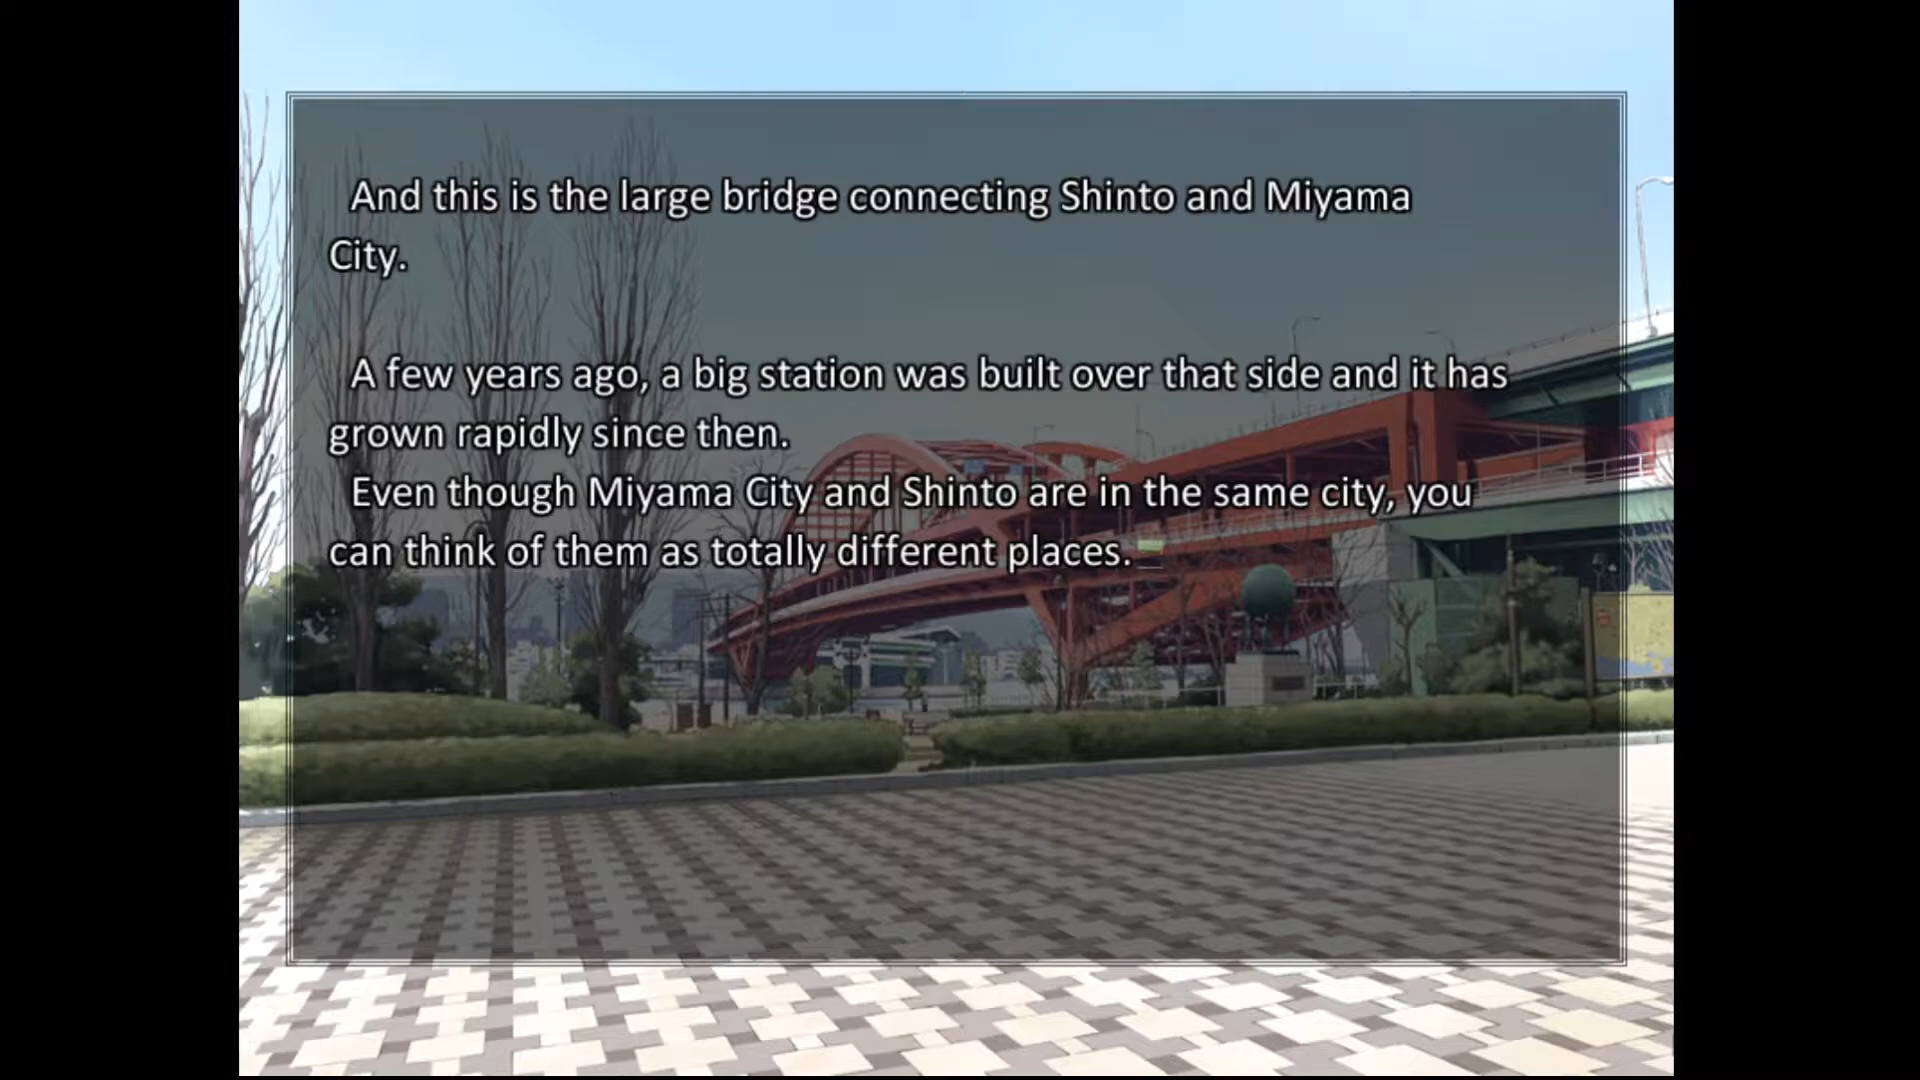 And this is the large bridge connecting Shinto and Miyama
City.
A few years ago, a big station was built over that side and it has
grown rapidly since then.
Even though Miyama City and Shinto are in the same city, you
can think of them as totally different places.